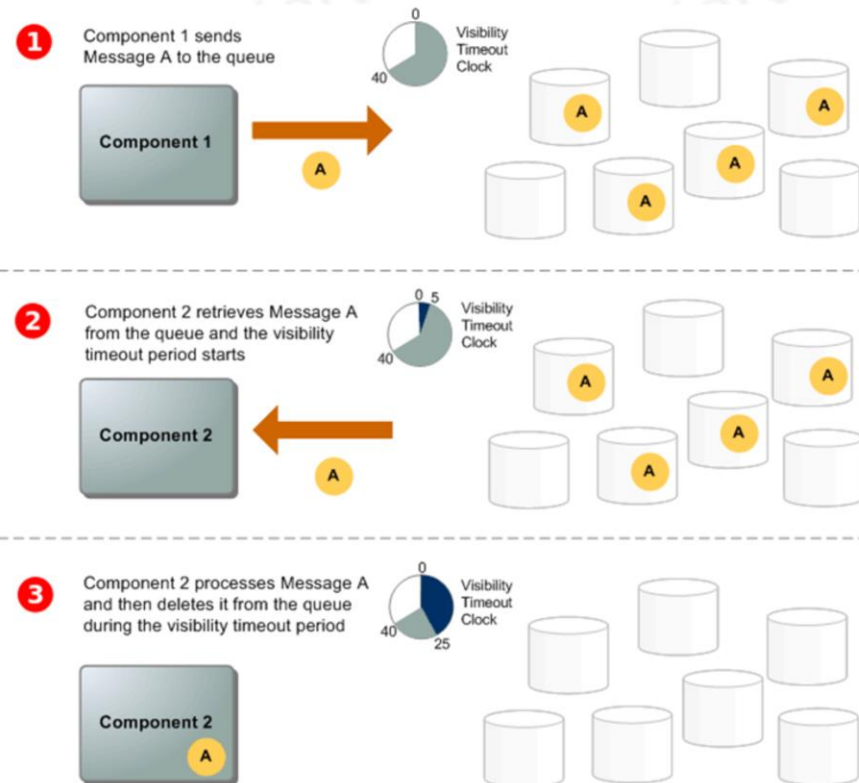 1
Component 1 sends
Message A to the queue
0
40
Visibility
Timeout
Clock
Component 1
A
A
A
A
A
2
Component 2 retrieves Message A
from the queue and the visibility
timeout period starts
0 5
40
Visibility
Timeout
Clock
Component 2
A
A
A
A
A
3
Component 2 processes Message A
and then deletes it from the queue
during the visibility timeout period
0
40
25
Visibility
Timeout
Clock
Component 2
A